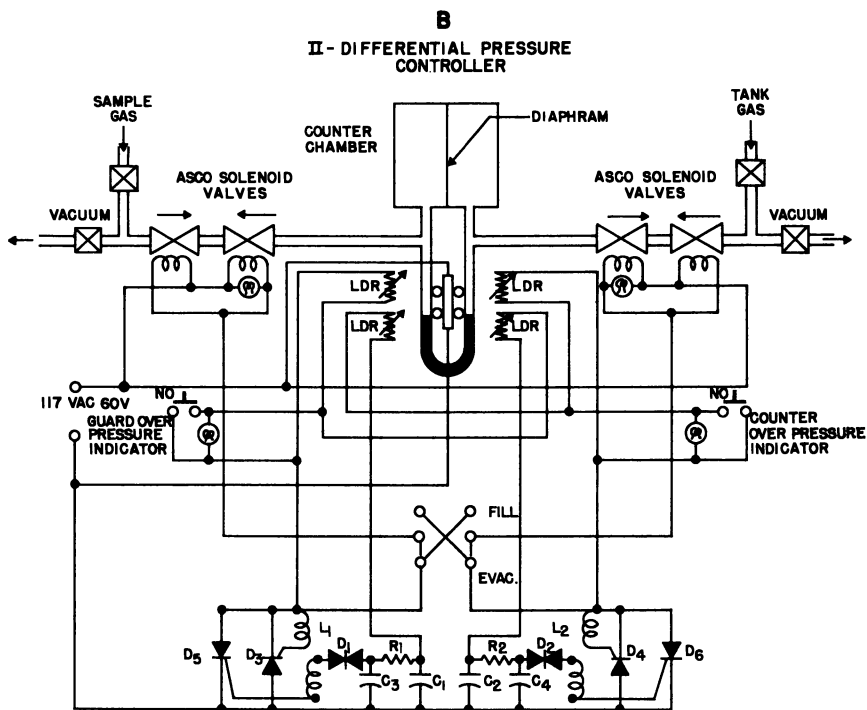 B
II - DIFFERENTIAL PRESSURE
CONTROLLER
SAMPLE
GAS
TANK
GAS
COUNTER
CHAMBER
DIAPHRAM
ASCO SOLENOID
VALVES
ASCO SOLENOID
VALVES
VACUUM
VACUUM
LDR
LDR
LDR
LDR
117 VAC 60V
NO
NO
GUARD OVER
PRESSURE
INDICATOR
COUNTER
OVER PRESSURE
INDICATOR
FILL
EVAC.
L1
L2
D5
D3
D1
R1
R2
D2
D4
D6
C3
C1
C2
C4